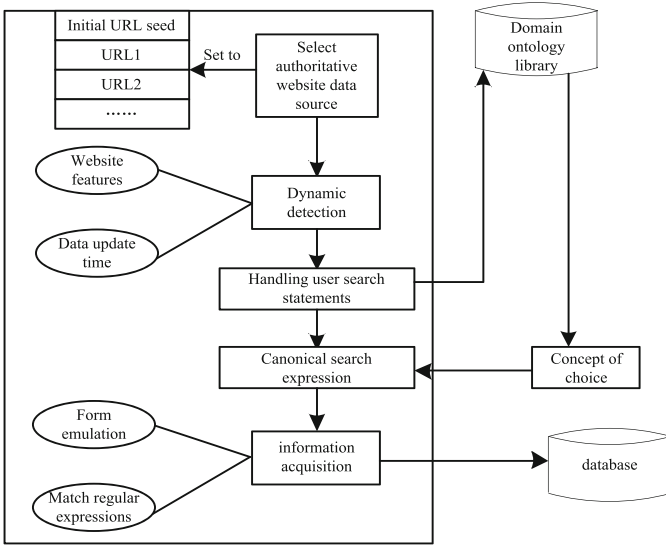 Initial URL seed
URL1
URL2
......
Set to
Select
authoritative
website data
source
Domain
ontology
library
Website
features
Dynamic
detection
Data update
time
Handling user search
statements
Canonical search
expression
Concept of
choice
Form
emulation
information
acquisition
database
Match regular
expressions